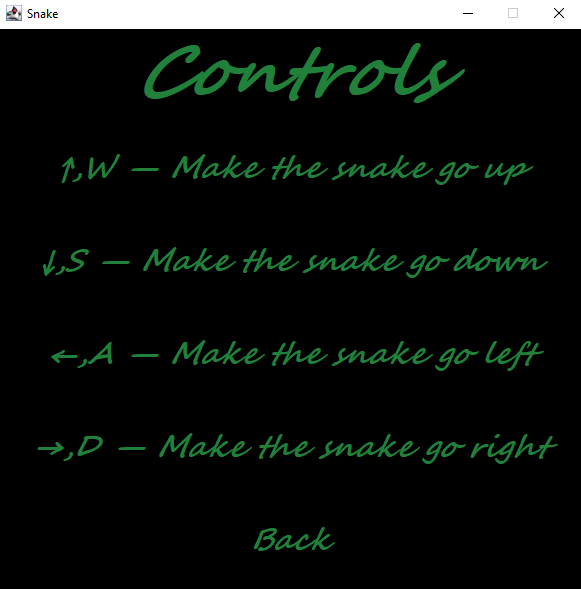 Snake
Controls
↑,W — Make the snake go up
↓,S — Make the snake go down
←,A — Make the snake go left
→,D — Make the snake go right
Back